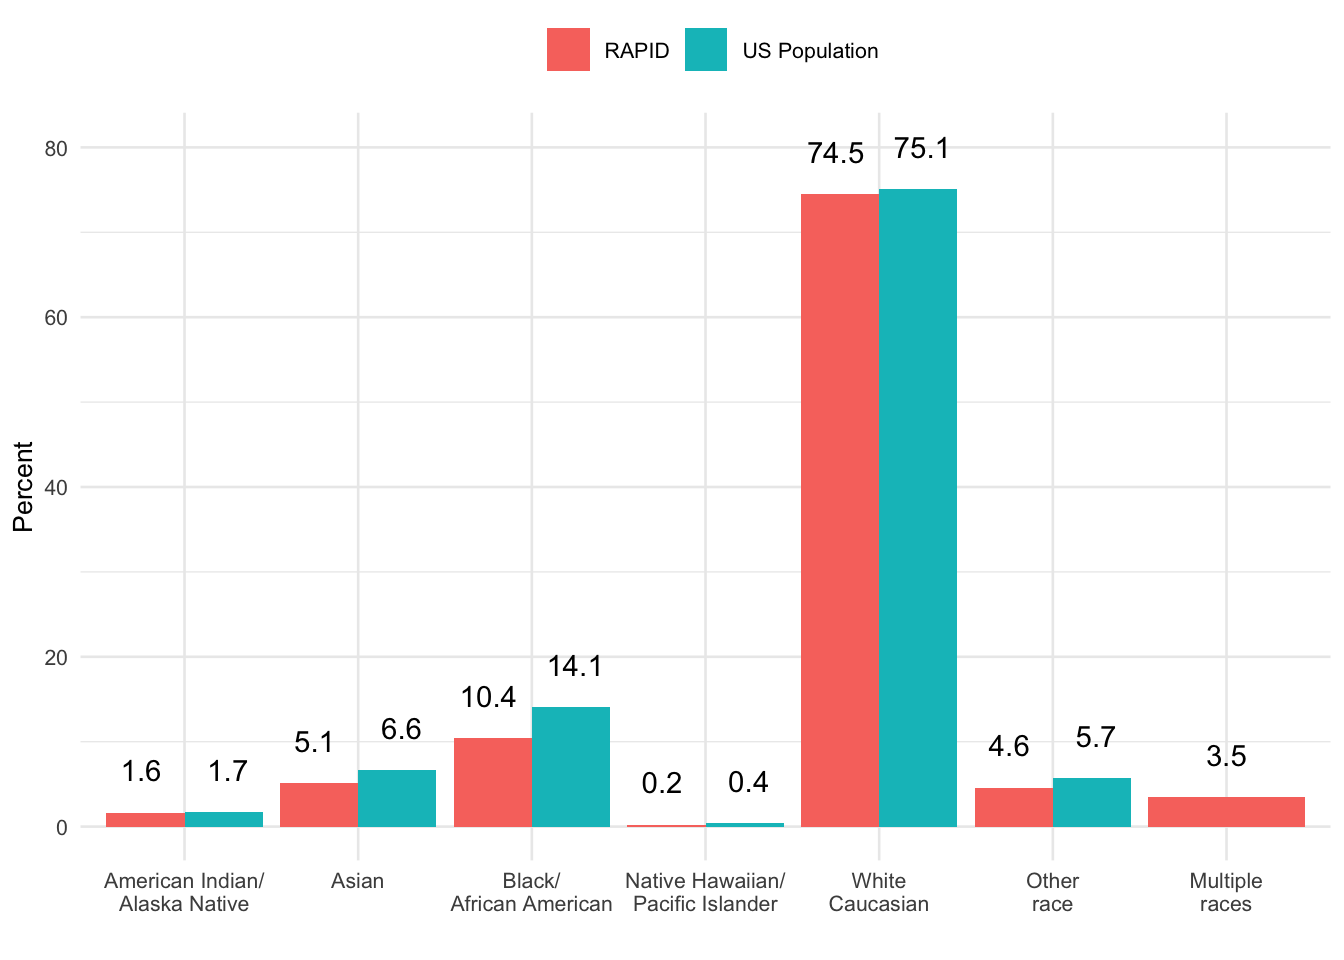 RAPID US Population
Percent
80
60
40
20
0
1.6 1.7 5.1 6.6 10.4 14.1 0.2 0.4 74.5 75.1 4.6 5.7 3.5
American Indian/ Asian Black/ Native Hawaiian/ White Other Multiple
Alaska Native African American Pacific Islander Caucasian race races